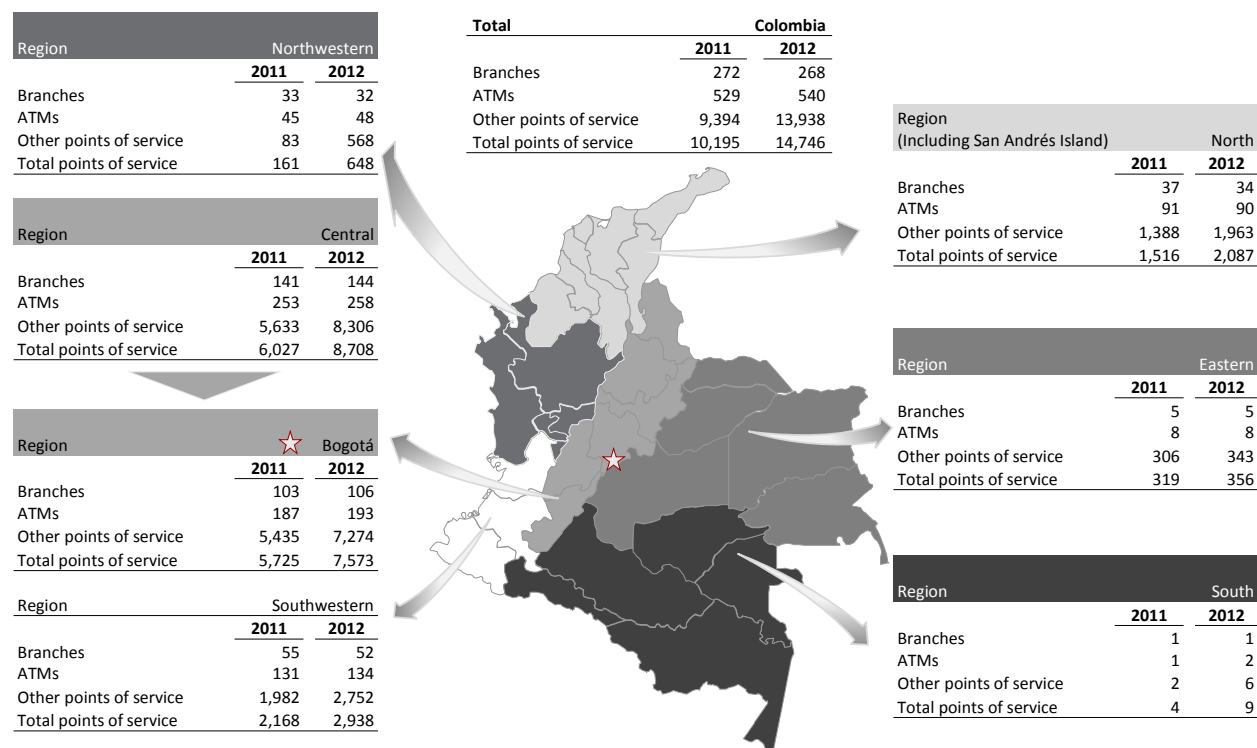 Region Northwestern
2011 2012
Branches 33 32
ATMs 45 48
Other points of service 83 568
Total points of service 161 648
Region Central
2011 2012
Branches 141 144
ATMs 253 258
Other points of service 5,633 8,306
Total points of service 6,027 8,708
Region Bogotá
2011 2012
Branches 103 106
ATMs 187 193
Other points of service 5,435 7,274
Total points of service 5,725 7,573
Region Southwestern
2011 2012
Branches 55 52
ATMs 131 134
Other points of service 1,982 2,752
Total points of service 2,168 2,938
Total Colombia
2011 2012
Branches 272 268
ATMs 529 540
Other points of service 9,394 13,938
Total points of service 10,195 14,746
Region
(Including San Andrés Island) North
2011 2012
Branches 37 34
ATMs 91 90
Other points of service 1,388 1,963
Total points of service 1,516 2,087
Region Eastern
2011 2012
Branches 5 5
ATMs 8 8
Other points of service 306 343
Total points of service 319 356
Region South
2011 2012
Branches 1 1
ATMs 1 2
Other points of service 2 6
Total points of service 4 9